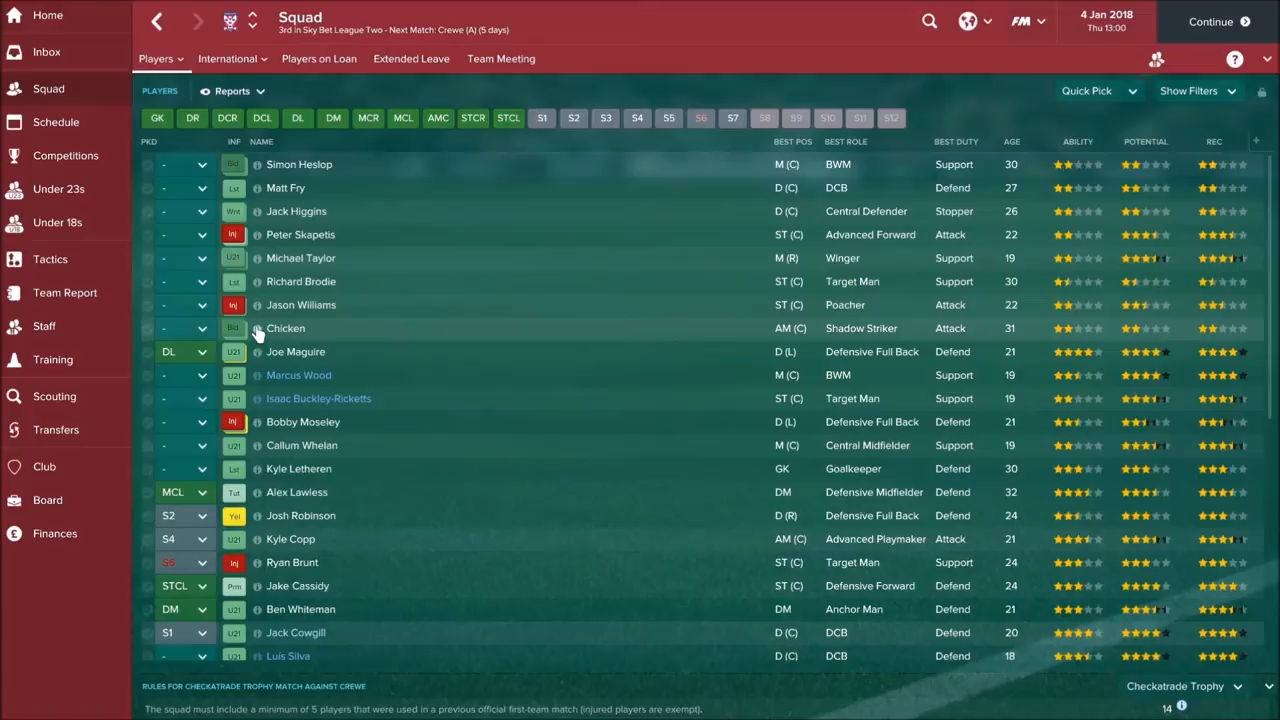 Home
Inbox
Squad
Schedule
Competitions
Under 23s
Under 18s
Tactics
Team Report
Staff
Training
Scouting
Transfers
Club
Board
Finances
Squad
3rd in Sky Bet League Two - Next Match: Crewe (A) (5 days)
FM
4 Jan 2018
Thu 13:00
Continue
Players International Players on Loan Extended Leave Team Meeting
PLAYERS Reports Quick Pick Show Filters
GK DR DCR DCL DL DM MCR MCL AMC STCR STCL S1 S2 S3 S4 S5 S6 S7 S8 S9 S10 S11 S12
PKD INF NAME BEST POS BEST ROLE BEST DUTY AGE ABILITY POTENTIAL REC +
- Bid Simon Heslop M (C) BWM Support 30
- Lst Matt Fry D (C) DCB Defend 27
- Wnt Jack Higgins D (C) Central Defender Stopper 26
- Inj Peter Skapetis ST (C) Advanced Forward Attack 22
- U21 Michael Taylor M (R) Winger Support 19
- Lst Richard Brodie ST (C) Target Man Support 30
- Inj Jason Williams ST (C) Poacher Attack 22
- Bid Chicken AM (C) Shadow Striker Attack 31
DL U21 Joe Maguire D (L) Defensive Full Back Defend 21
- U21 Marcus Wood M (C) BWM Support 19
- U21 Isaac Buckley-Ricketts ST (C) Target Man Support 19
- Inj Bobby Moseley D (L) Defensive Full Back Defend 21
- U21 Callum Whelan M (C) Central Midfielder Support 19
- Lst Kyle Letheren GK Goalkeeper Defend 30
MCL Tut Alex Lawless DM Defensive Midfielder Defend 32
S2 Yel Josh Robinson D (R) Defensive Full Back Defend 24
S4 U21 Kyle Copp AM (C) Advanced Playmaker Attack 21
S6 Inj Ryan Brunt ST (C) Target Man Support 24
STCL Prm Jake Cassidy ST (C) Defensive Forward Defend 24
DM U21 Ben Whiteman DM Anchor Man Defend 21
S1 U21 Jack Cowgill D (C) DCB Defend 20
- U21 Luís Silva D (C) DCB Defend 18
RULES FOR CHECKATRADE TROPHY MATCH AGAINST CREWE Checkatrade Trophy
The squad must include a minimum of 5 players that were used in a previous official first-team match (injured players are exempt). 14